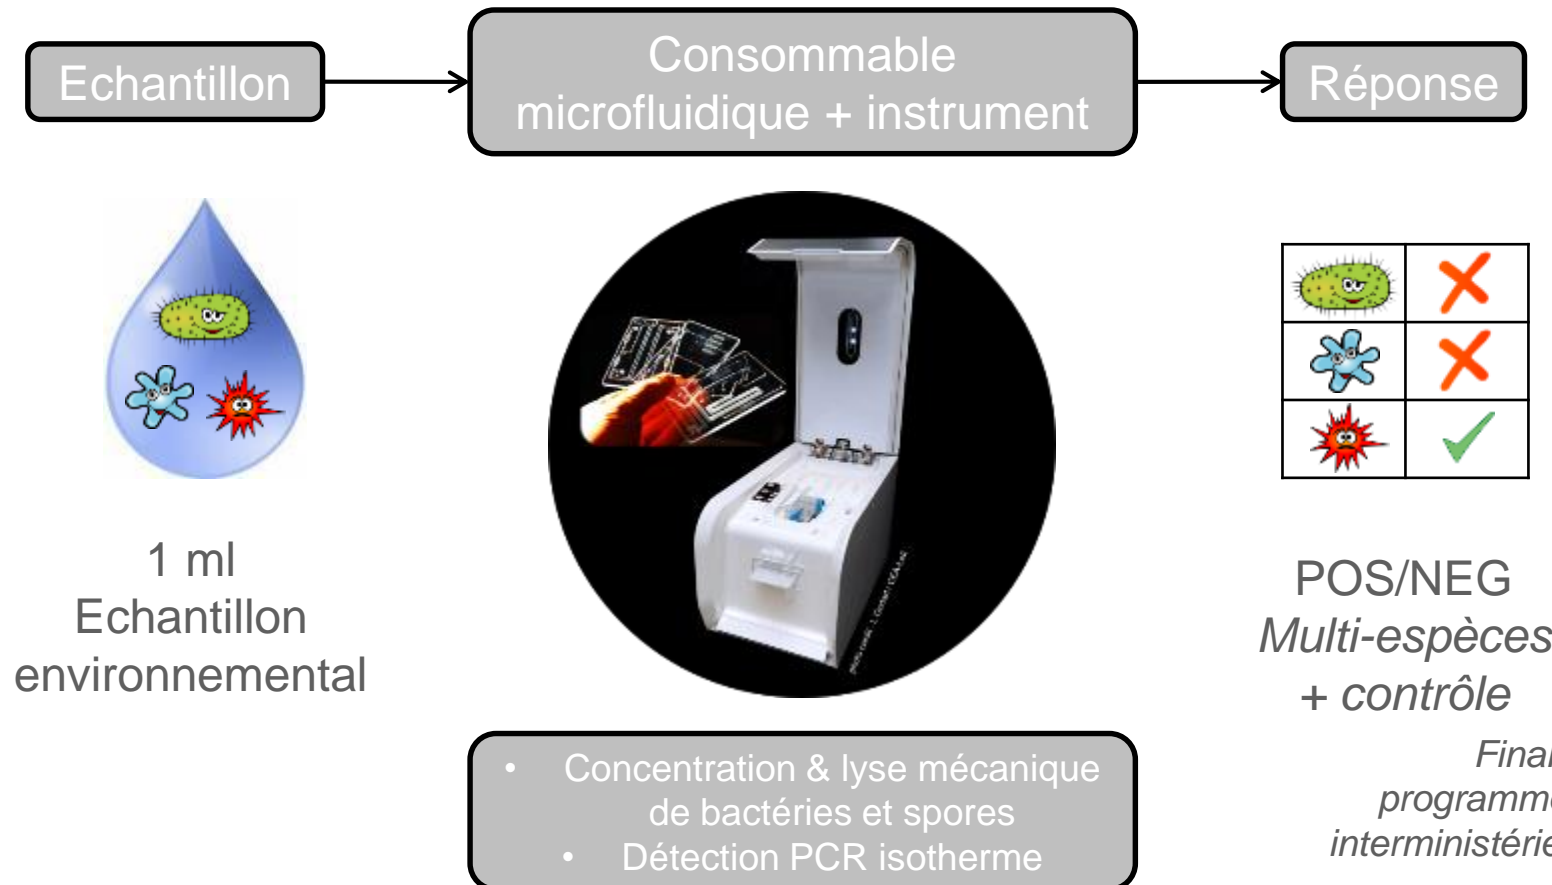 Echantillon
Consommable
microfluidique + instrument
Réponse
1 ml
Echantillon
environnemental
POS/NEG
Multi-espèces
+ contrôle
• Concentration & lyse mécanique
de bactéries et spores
• Détection PCR isotherme
programme